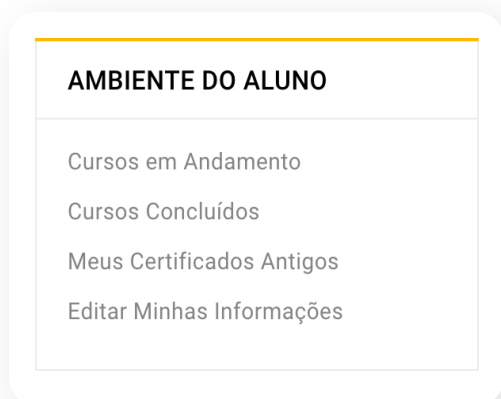 AMBIENTE DO ALUNO
Cursos em Andamento
Cursos Concluídos
Meus Certificados Antigos
Editar Minhas Informações